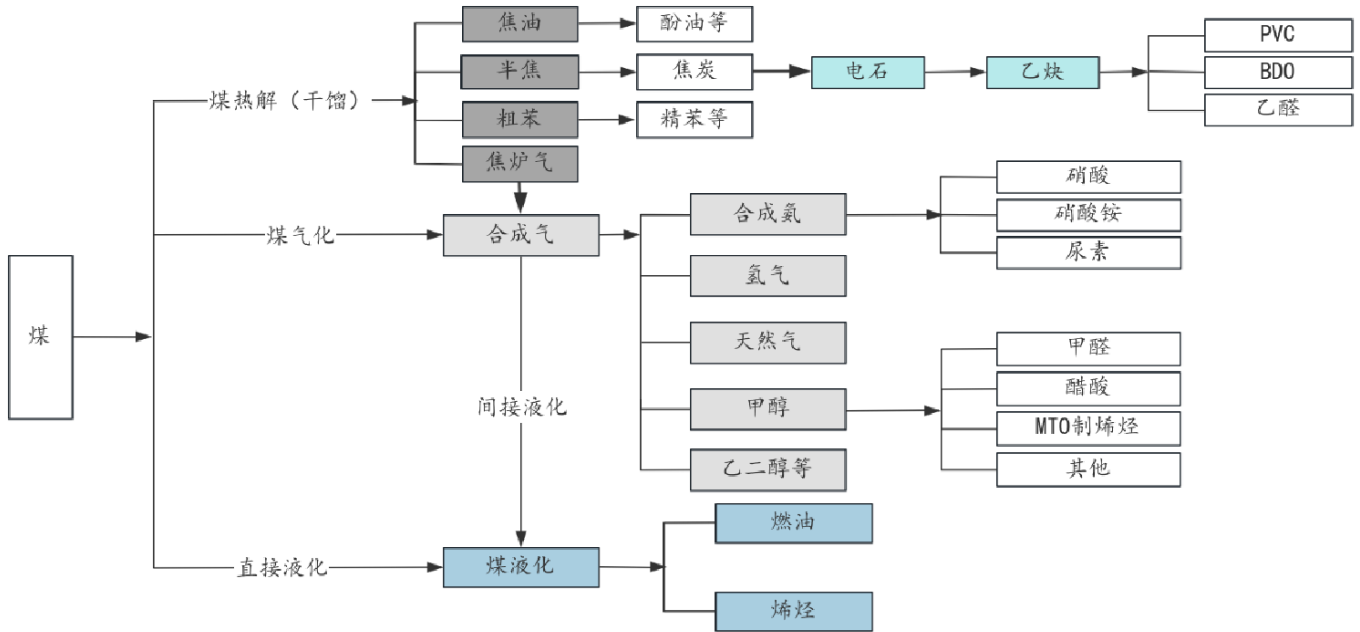 焦油
酚油等
PVC
半焦
焦炭
电石
乙炔
BDO
煤热解（干馏）
粗苯
精苯等
乙醛
焦炉气
硝酸
合成氨
硝酸铵
煤气化
合成气
尿素
氢气
煤
天然气
甲醛
醋酸
间接液化
甲醇
MTO制烯烃
乙二醇等
其他
燃油
直接液化
煤液化
烯烃